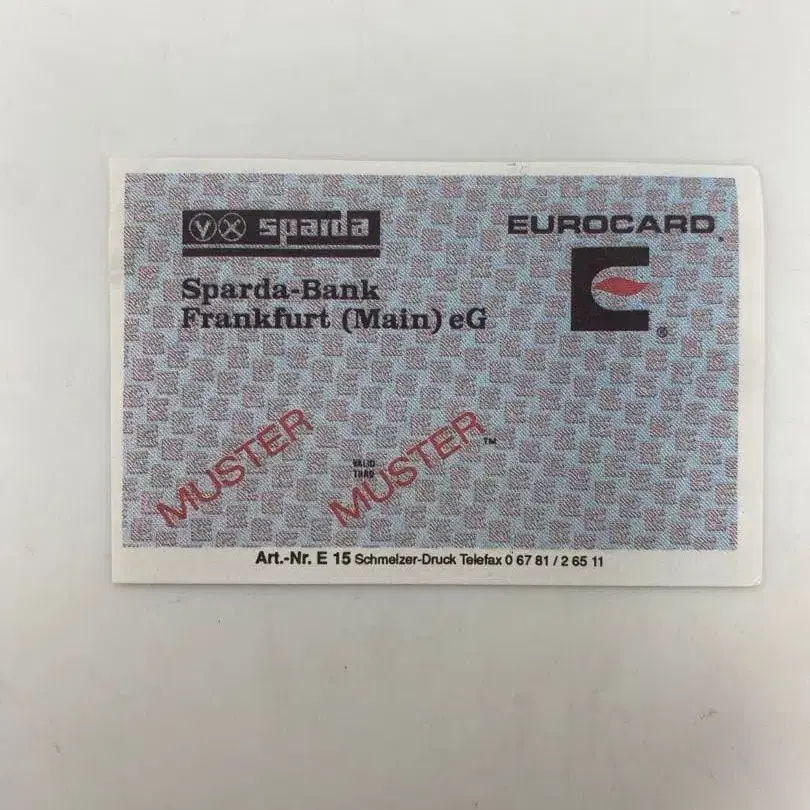 sparda
EUROCARD®
Sparda-Bank
Frankfurt (Main) eG
®
MUSTER
VALID
THRU
MUSTER
™
Art.-Nr. E 15 Schmelzer-Druck Telefax 0 67 81 / 2 65 11